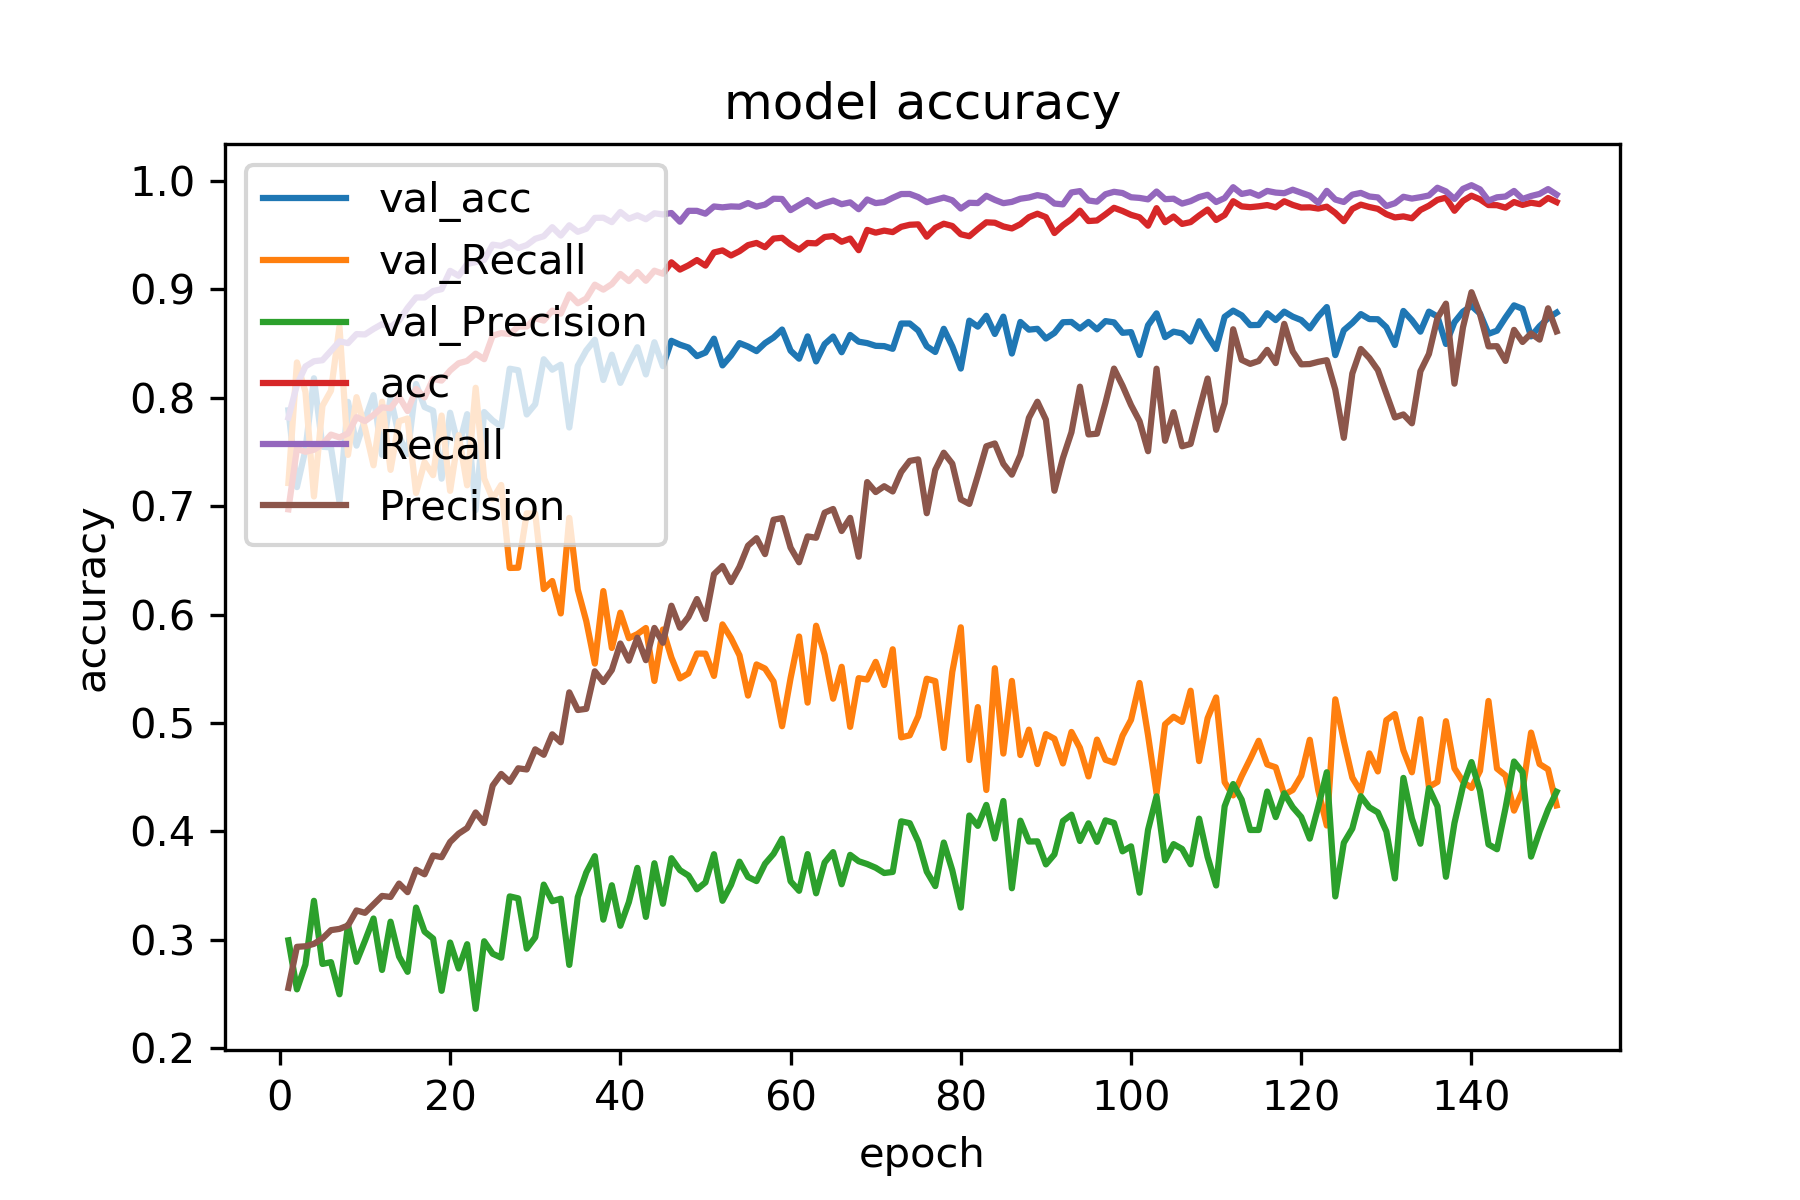 model accuracy
val_acc
val_Recall
val_Precision
acc
Recall
Precision
accuracy
1.0
0.9
0.8
0.7
0.6
0.5
0.4
0.3
0.2
0 20 40 60 80 100 120 140
epoch